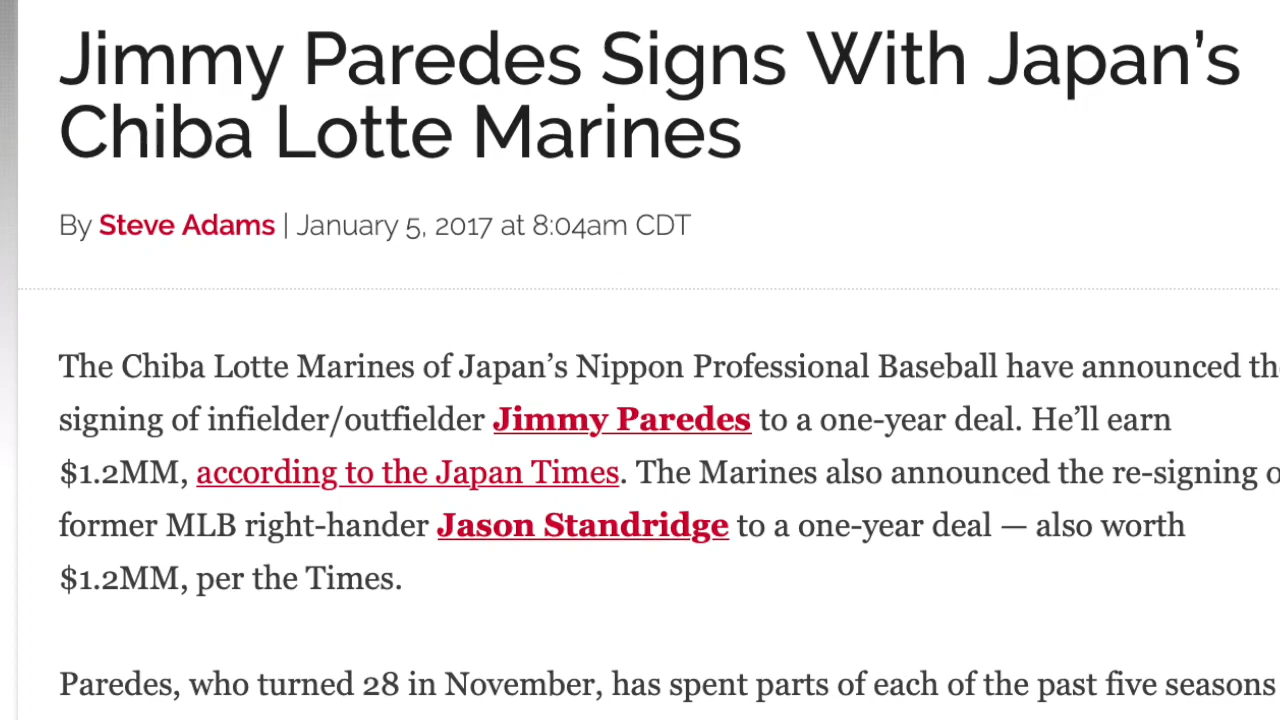 Jimmy Paredes Signs With Japan’s
Chiba Lotte Marines
By Steve Adams | January 5, 2017 at 8:04am CDT
The Chiba Lotte Marines of Japan’s Nippon Professional Baseball have announced
signing of infielder/outfielder Jimmy Paredes to a one-year deal. He’ll earn
$1.2MM, according to the Japan Times. The Marines also announced the re-signing
former MLB right-hander Jason Standridge to a one-year deal — also worth
$1.2MM, per the Times.
Paredes, who turned 28 in November, has spent parts of each of the past five seasons